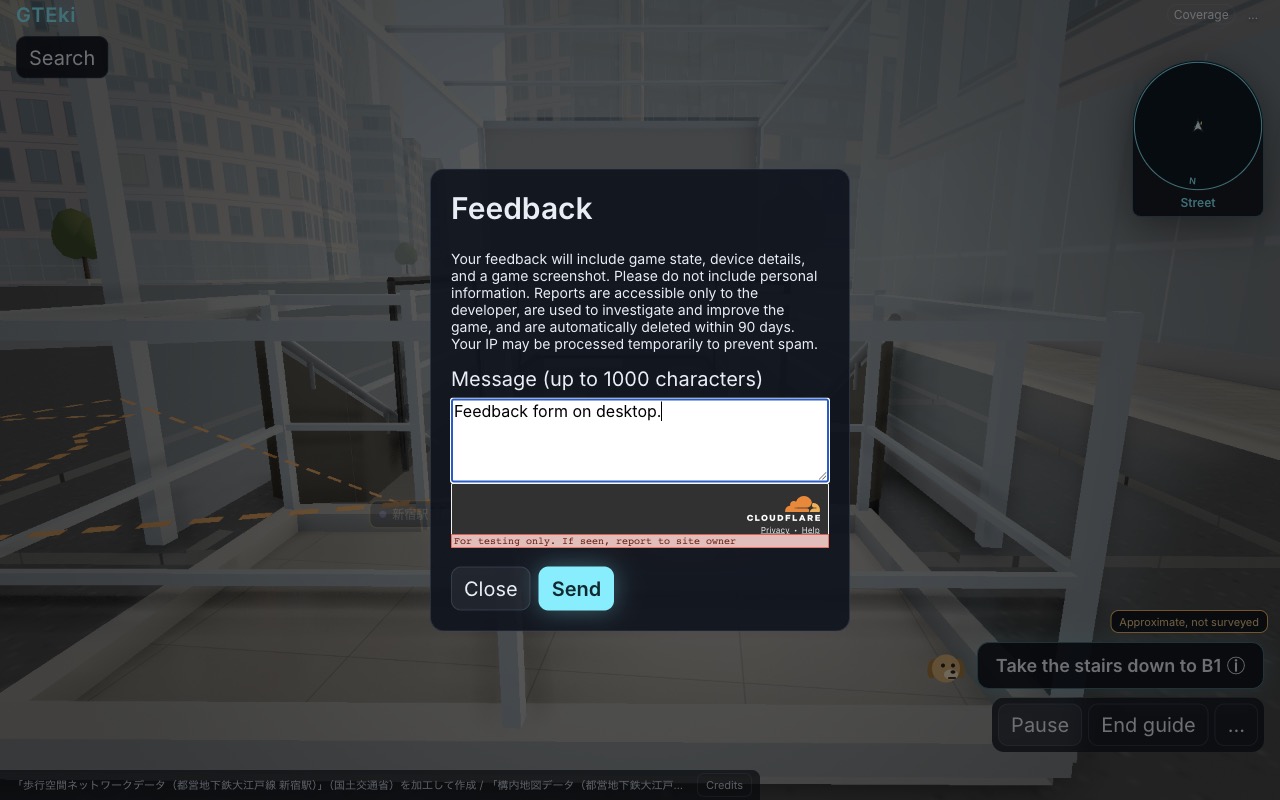 GTEki
Coverage
...
Search
N
Street
Feedback
Your feedback will include game state, device details,
and a game screenshot. Please do not include personal
information. Reports are accessible only to the
developer, are used to investigate and improve the
game, and are automatically deleted within 90 days.
Your IP may be processed temporarily to prevent spam.
Message (up to 1000 characters)
Feedback form on desktop.
CLOUDFLARE
Privacy • Help
新宿駅
For testing only. If seen, report to site owner
Close
Send
Approximate, not surveyed
Take the stairs down to B1 ⓘ
Pause
End guide
...
「歩行空間ネットワークデータ（都営地下鉄大江戸線 新宿駅）」（国土交通省）を加工して作成 / 「構内地図データ（都営地下鉄大江戸...
Credits